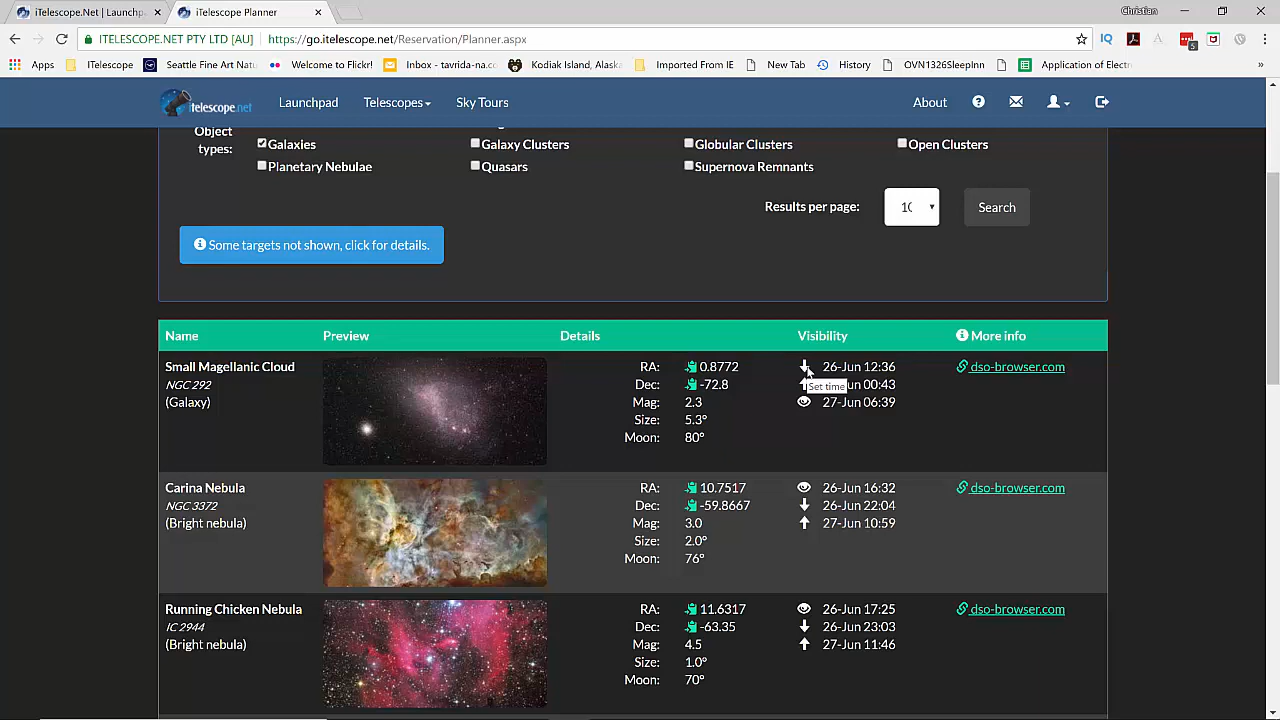 iTelescope.Net | Launchpa
iTelescope Planner
Christian
ITELESCOPE.NET PTY LTD [AU]
https://go.itelescope.net/Reservation/Planner.aspx
Apps
ITelescope
Seattle Fine Art Natu
Welcome to Flickr!
Inbox - tavrida-na.co
Kodiak Island, Alaska
Imported From IE
New Tab
History
OVN1326SleepInn
Application of Electr
iTelescope.net
Launchpad
Telescopes
Sky Tours
About
Object types:
Galaxies
Galaxy Clusters
Globular Clusters
Open Clusters
Planetary Nebulae
Quasars
Supernova Remnants
Results per page:
10
Search
Some targets not shown, click for details.
Name
Preview
Details
Visibility
More info
Small Magellanic Cloud
NGC 292
(Galaxy)
RA: 0.8772
Dec: -72.8
Mag: 2.3
Size: 5.3°
Moon: 80°
26-Jun 12:36
Set time
un 00:43
27-Jun 06:39
dso-browser.com
Carina Nebula
NGC 3372
(Bright nebula)
RA: 10.7517
Dec: -59.8667
Mag: 3.0
Size: 2.0°
Moon: 76°
26-Jun 16:32
26-Jun 22:04
27-Jun 10:59
dso-browser.com
Running Chicken Nebula
IC 2944
(Bright nebula)
RA: 11.6317
Dec: -63.35
Mag: 4.5
Size: 1.0°
Moon: 70°
26-Jun 17:25
26-Jun 23:03
27-Jun 11:46
dso-browser.com